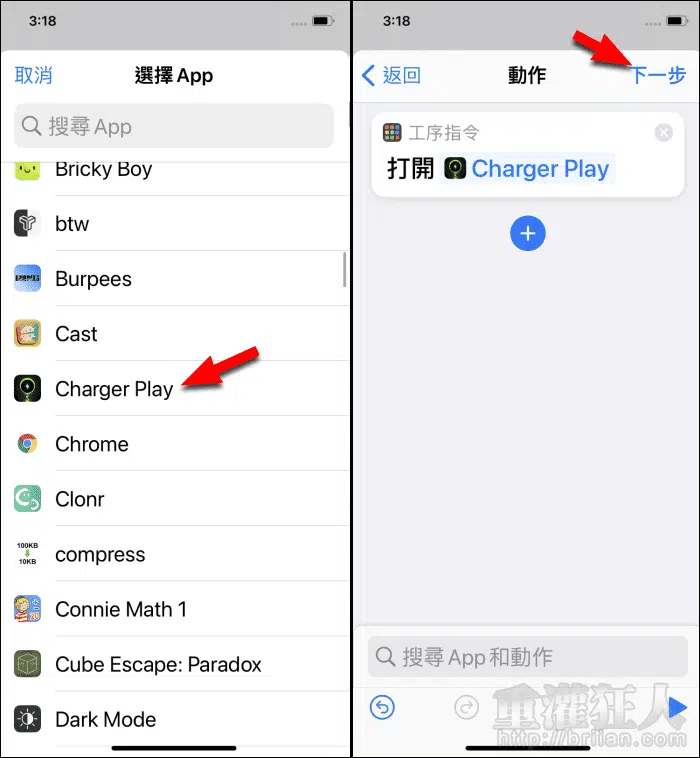 3:18
取消
選擇 App
搜尋 App
Bricky Boy
btw
Burpees
Cast
Charger Play
Chrome
Clonr
100KB
10KB
compress
Connie Math 1
Cube Escape: Paradox
Dark Mode
3:18
返回
動作
下一步
工序指令
打開 Charger Play
搜尋 App 和動作
重灌狂人
http://briian.com